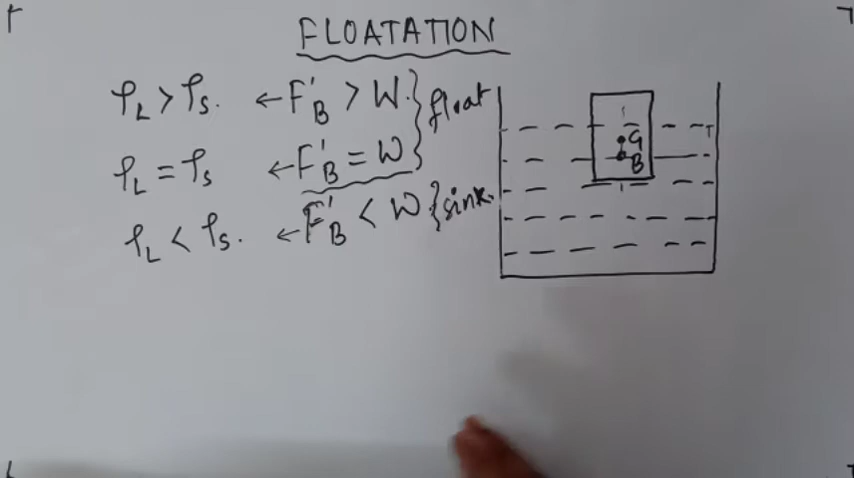 FLOATATION
ρL > ρS. ← F'B > W. } float
ρL = ρS ← F'B = W
ρL < ρS. ← F'B < W } sink.
G
B